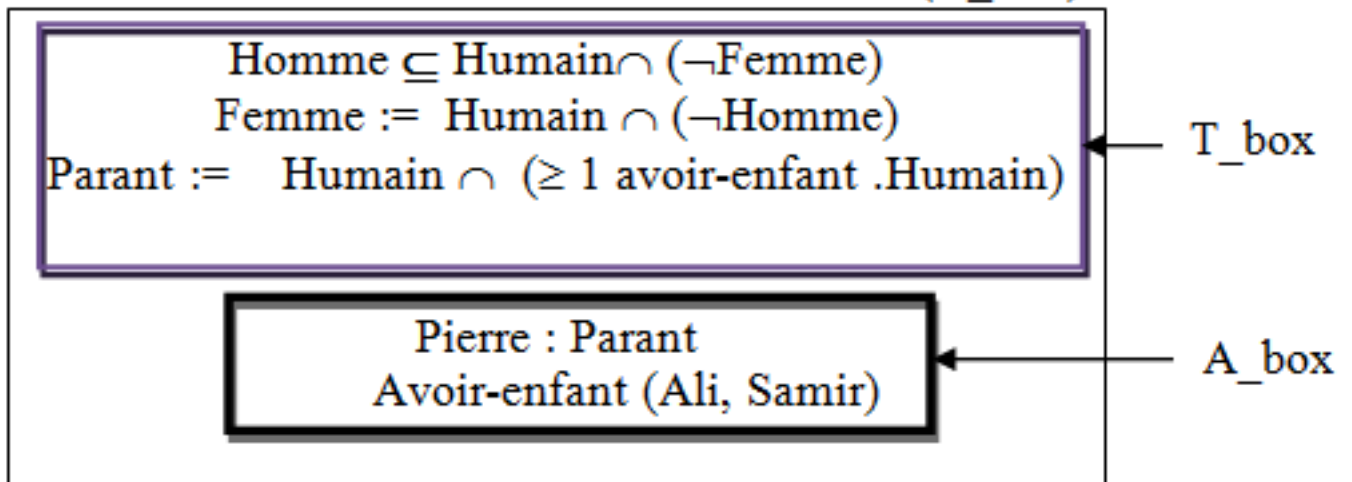 Homme ⊆ Humain∩ (¬Femme)
Femme := Humain ∩ (¬Homme)
Parant := Humain ∩ (≥ 1 avoir-enfant .Humain)
T_box
Pierre : Parant
Avoir-enfant (Ali, Samir)
A_box